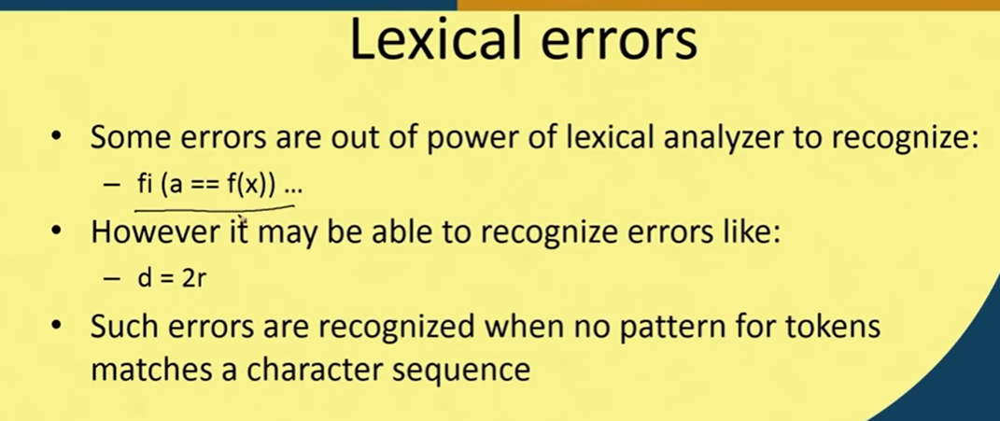 Lexical errors
• Some errors are out of power of lexical analyzer to recognize:
– fi (a == f(x)) ...
• However it may be able to recognize errors like:
– d = 2r
• Such errors are recognized when no pattern for tokens
matches a character sequence